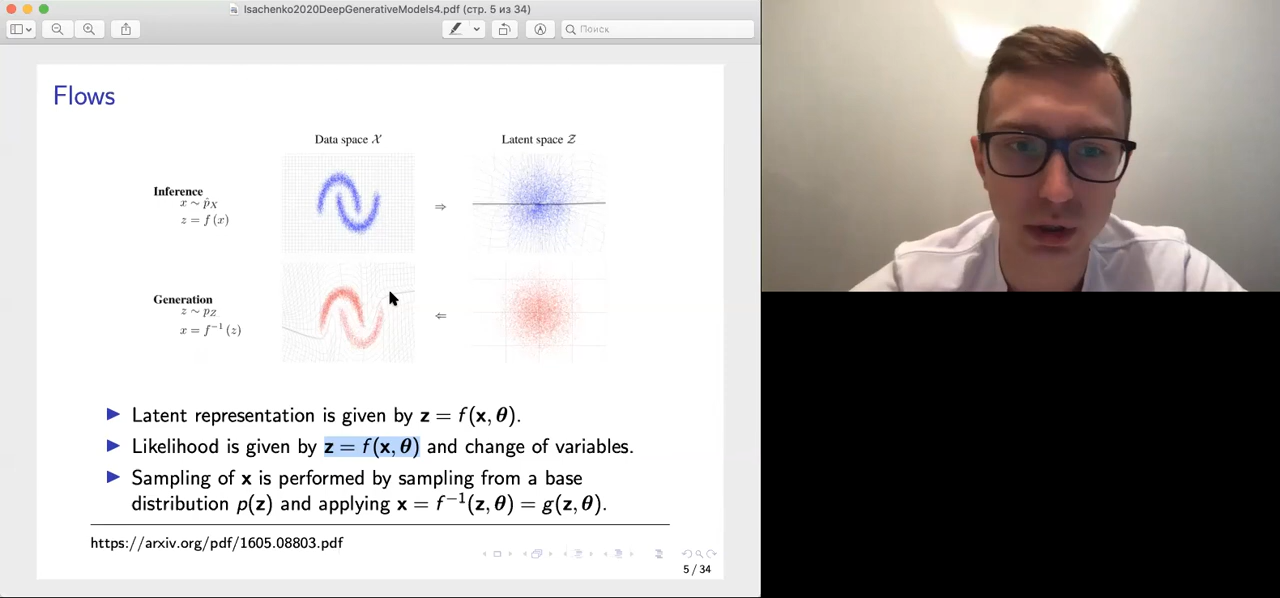 Isachenko2020DeepGenerativeModels4.pdf (стр. 5 из 34)
Поиск
Flows
Data space 𝒳
Latent space 𝒵
Inference
x ∼ p̂_X
z = f (x)
⇒
Generation
z ∼ p_Z
x = f⁻¹ (z)
⇐
Latent representation is given by z = f(x, θ).
Likelihood is given by z = f(x, θ) and change of variables.
Sampling of x is performed by sampling from a base
distribution p(z) and applying x = f⁻¹(z, θ) = g(z, θ).
https://arxiv.org/pdf/1605.08803.pdf
5 / 34